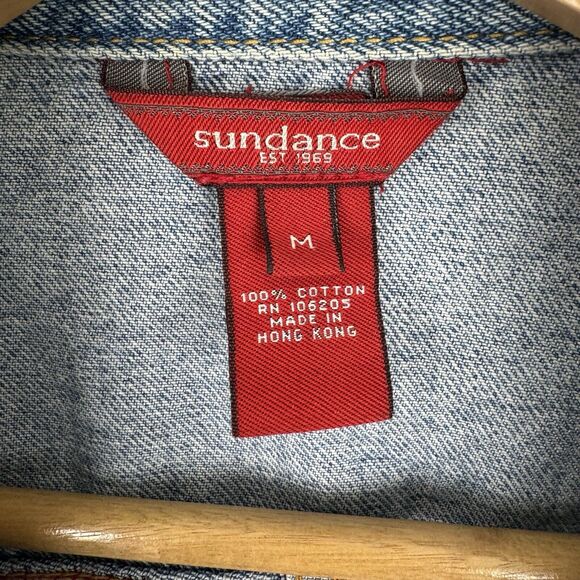 sundance
EST 1969
M
100% COTTON
RN 106205
MADE IN
HONG KONG